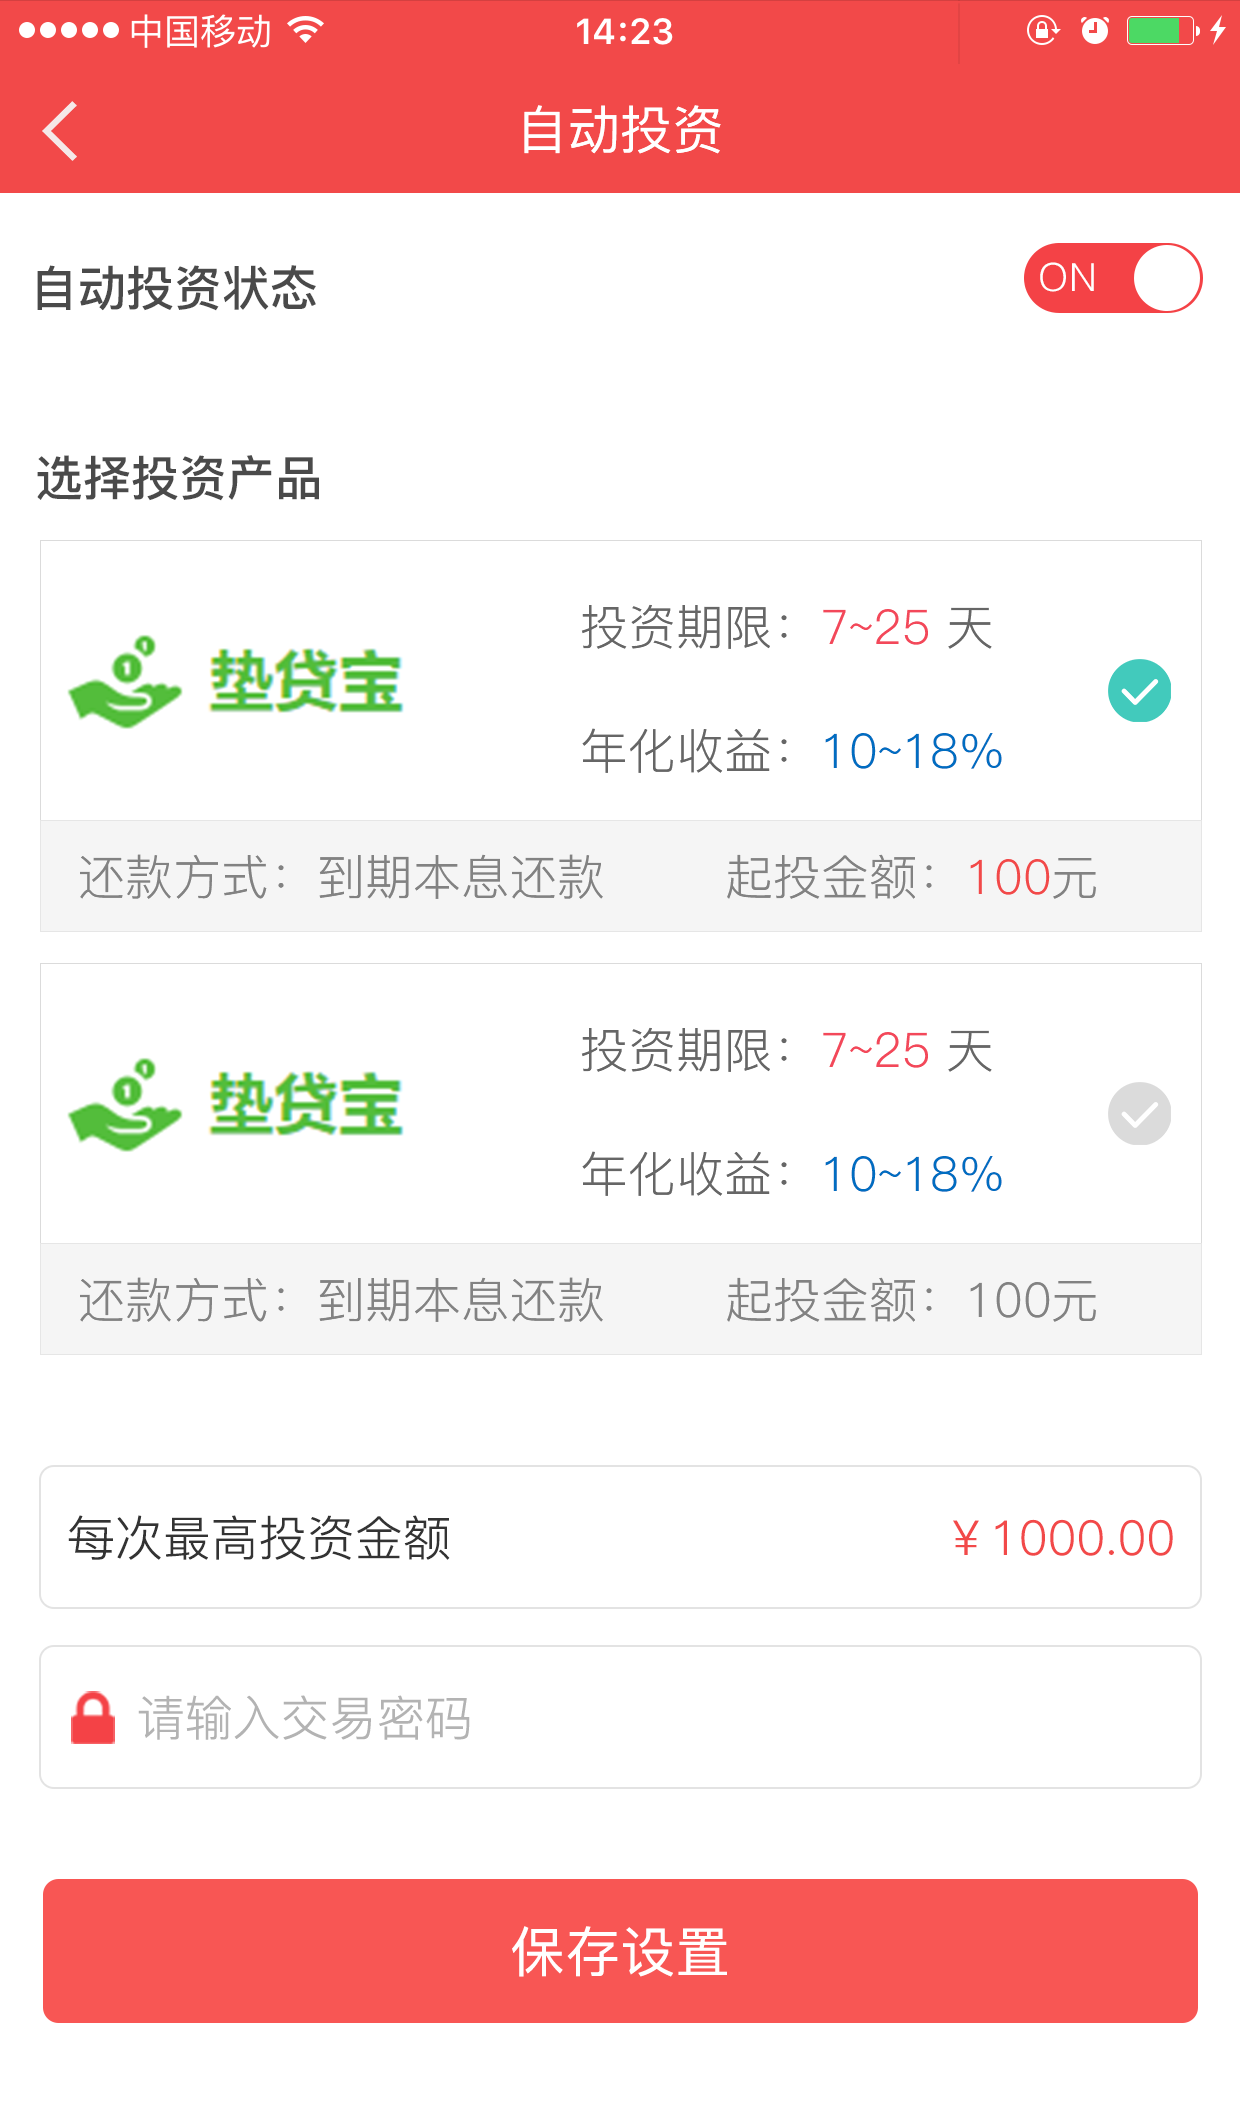 中国移动 14:23
自动投资
自动投资状态 ON
选择投资产品
投资期限：7~25 天
垫贷宝
年化收益：10~18%
还款方式：到期本息还款 起投金额：100元
投资期限：7~25 天
垫贷宝
年化收益：10~18%
还款方式：到期本息还款 起投金额：100元
每次最高投资金额 ¥1000.00
请输入交易密码
保存设置